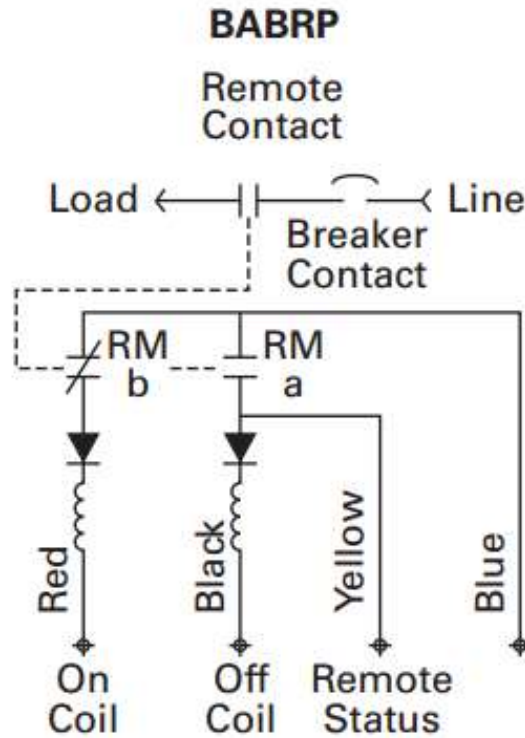 BABRP
Remote
Contact
Load
Line
Breaker
Contact
RM
b
RM
a
Red
Black
Yellow
Blue
On
Coil
Off
Coil
Remote
Status